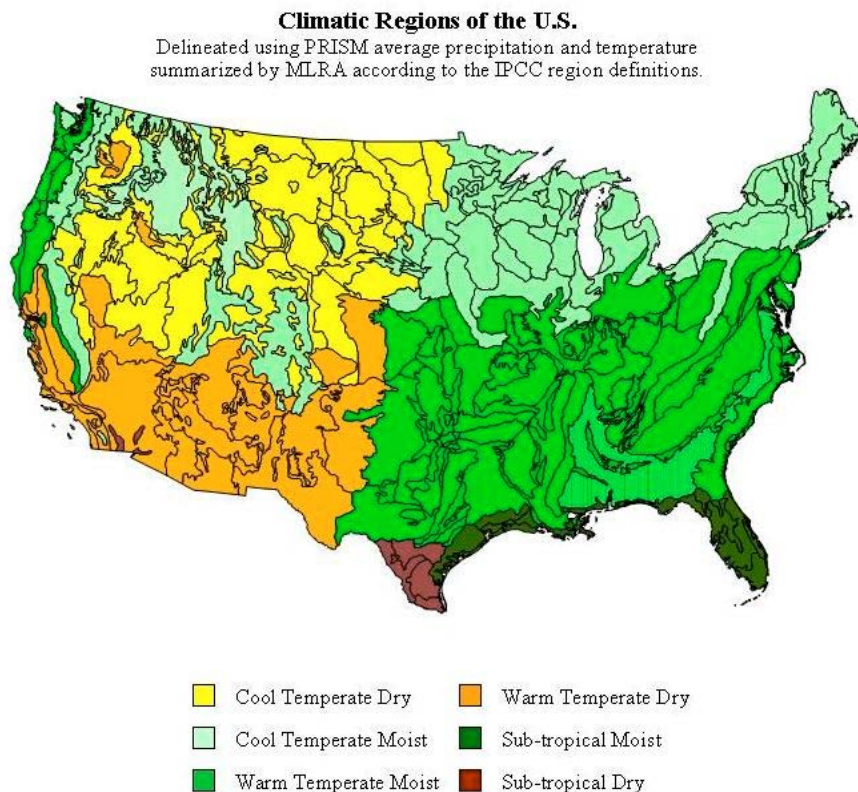 Climatic Regions of the U.S.
Delineated using PRISM average precipitation and temperature
summarized by MLRA according to the IPCC region definitions.
Cool Temperate Dry
Warm Temperate Dry
Cool Temperate Moist
Sub-tropical Moist
Warm Temperate Moist
Sub-tropical Dry